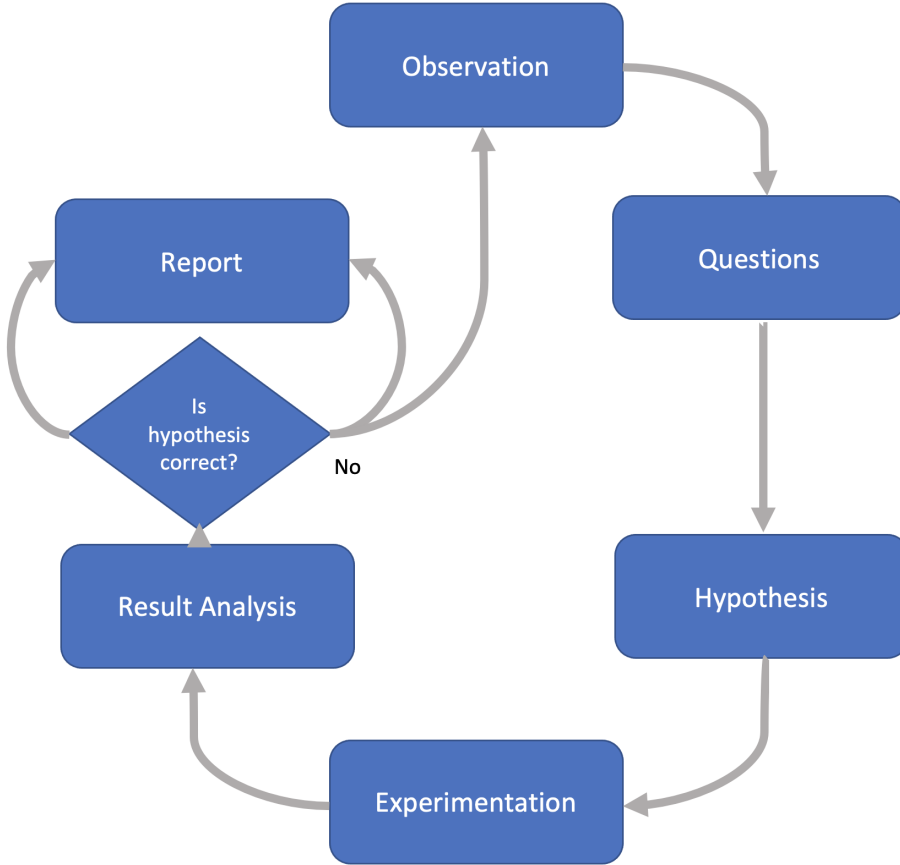 Observation
Report
Questions
Is
hypothesis
correct?
No
Result Analysis
Hypothesis
Experimentation